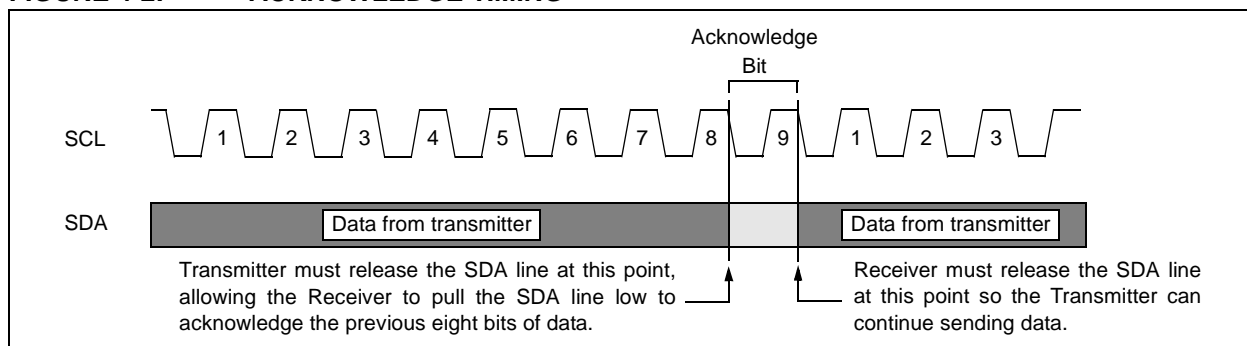 FIGURE 4-2: ACKNOWLEDGE TIMING
Acknowledge
Bit
SCL
1 2 3 4 5 6 7 8 9 1 2 3
SDA
Data from transmitter
Data from transmitter
Transmitter must release the SDA line at this point,
allowing the Receiver to pull the SDA line low to
acknowledge the previous eight bits of data.
Receiver must release the SDA line
at this point so the Transmitter can
continue sending data.